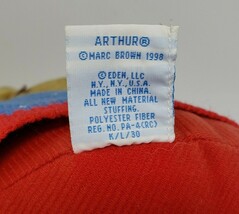 ARTHUR®
© MARC BROWN 1998
© EDEN, LLC
N.Y., N.Y., U.S.A.
MADE IN CHINA.
ALL NEW MATERIAL
STUFFING.
POLYESTER FIBER
REG. NO. PA-4(RC)
K/L/30